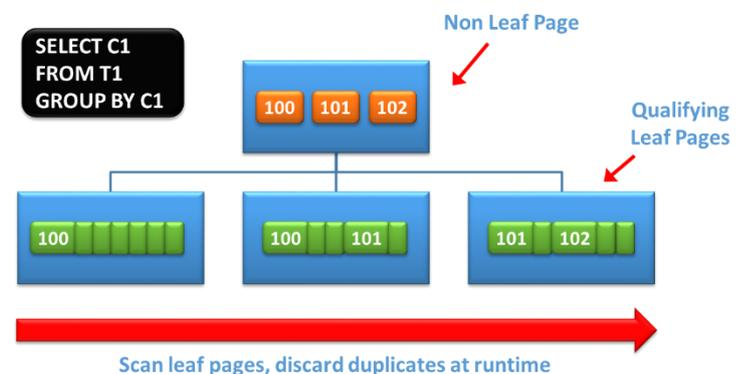 SELECT C1
FROM T1
GROUP BY C1
Non Leaf Page
100 101 102
Qualifying
Leaf Pages
100
100 101
101 102
Scan leaf pages, discard duplicates at runtime